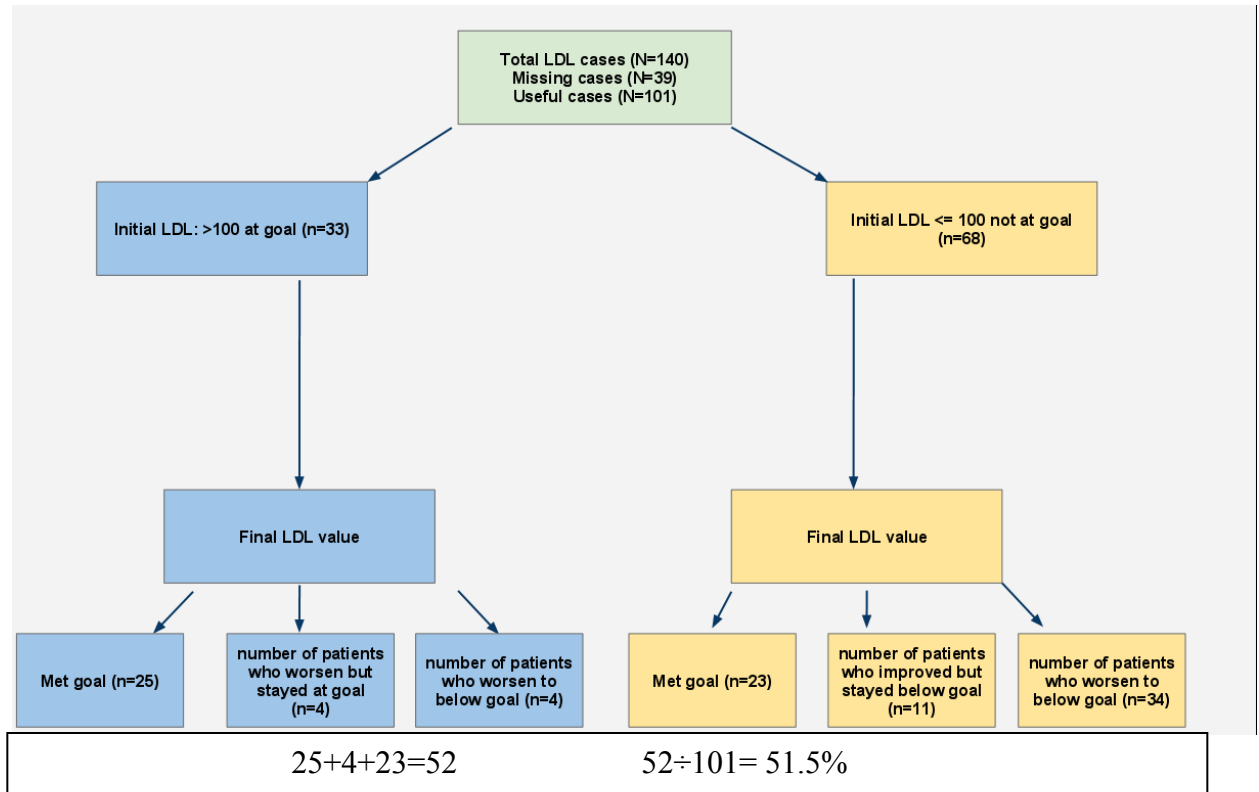 Total LDL cases (N=140)
Missing cases (N=39)
Useful cases (N=101)
Initial LDL: >100 at goal (n=33)
Initial LDL <= 100 not at goal
(n=68)
Final LDL value
Final LDL value
Met goal (n=25)
number of patients
who worsen but
stayed at goal
(n=4)
number of patients
who worsen to
below goal (n=4)
Met goal (n=23)
number of patients
who improved but
stayed below goal
(n=11)
number of patients
who worsen to
below goal (n=34)
25+4+23=52 52÷101= 51.5%